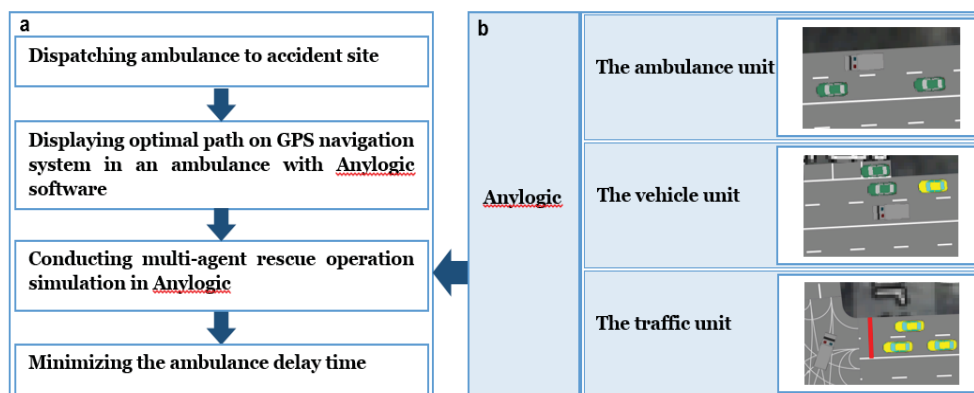 a
Dispatching ambulance to accident site
Displaying optimal path on GPS navigation
system in an ambulance with Anylogic
software
Conducting multi-agent rescue operation
simulation in Anylogic
Minimizing the ambulance delay time
b
Anylogic
The ambulance unit
The vehicle unit
The traffic unit